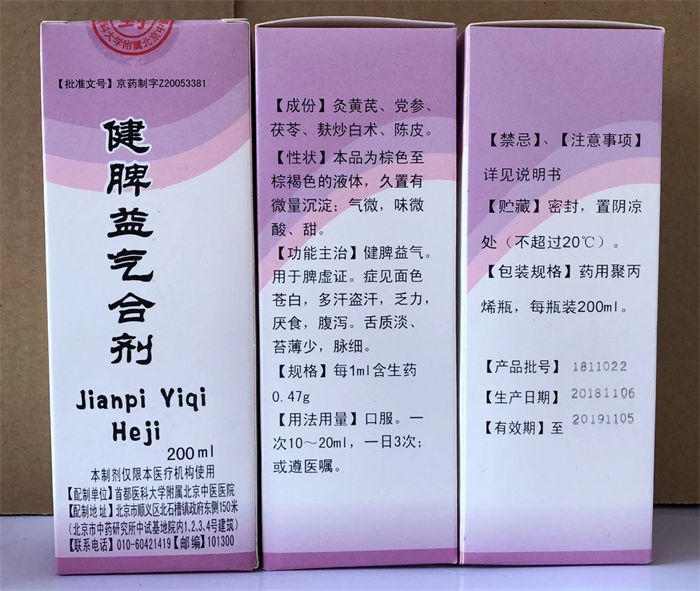 药
医科大学附属北京中医
【批准文号】京药制字Z20053381
健脾益气合剂
Jianpi Yiqi
Heji
200ml
本制剂仅限本医疗机构使用
【配制单位】首都医科大学附属北京中医医院
【配制地址】北京市顺义区北石槽镇政府东侧150米
(北京市中药研究所中试基地院内1、2、3、4号建筑)
【联系电话】010-60421419【邮编】101300
【成份】灸黄芪、党参、
茯苓、麸炒白术、陈皮。
【性状】本品为棕色至
棕褐色的液体，久置有
微量沉淀；气微，味微
酸、甜。
【功能主治】健脾益气。
用于脾虚证。症见面色
苍白，多汗盗汗，乏力，
厌食，腹泻。舌质淡、
苔薄少，脉细。
【规格】每1ml含生药
0.47g
【用法用量】口服。一
次10～20ml，一日3次；
或遵医嘱。
【禁忌】、【注意事项】
详见说明书
【贮藏】密封，置阴凉
处（不超过20℃）。
【包装规格】药用聚丙
烯瓶，每瓶装200ml。
【产品批号】 1811022
【生产日期】 20181106
【有效期】至 20191105